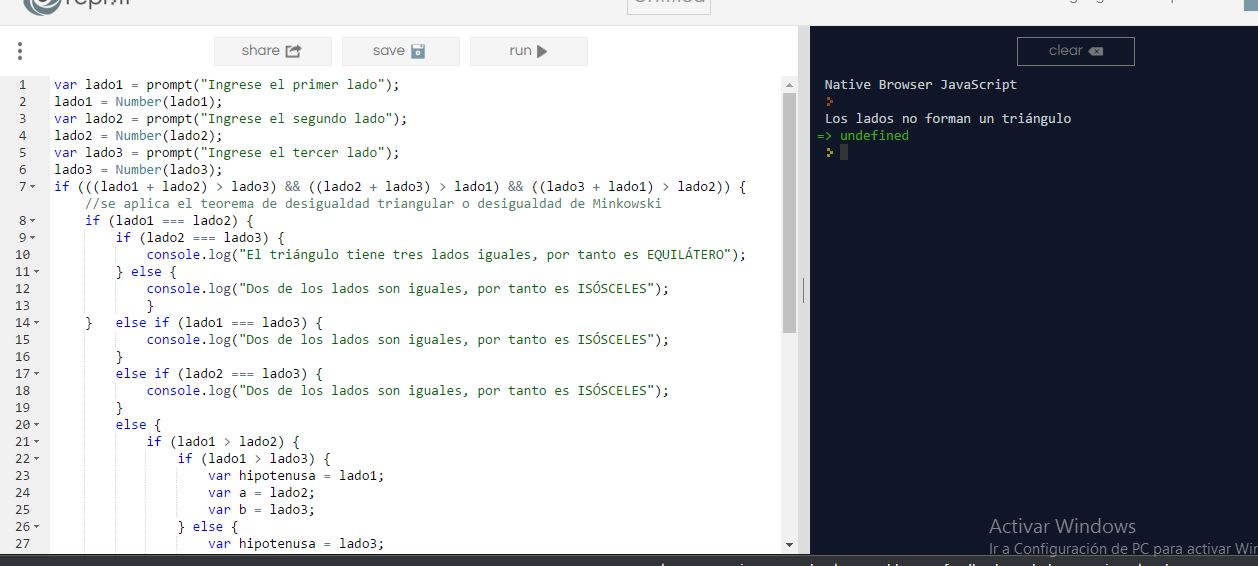 repl.it
Untitled
share
save
run
clear
1 var lado1 = prompt("Ingrese el primer lado");
2 lado1 = Number(lado1);
3 var lado2 = prompt("Ingrese el segundo lado");
4 lado2 = Number(lado2);
5 var lado3 = prompt("Ingrese el tercer lado");
6 lado3 = Number(lado3);
7 if (((lado1 + lado2) > lado3) && ((lado2 + lado3) > lado1) && ((lado3 + lado1) > lado2)) {
//se aplica el teorema de desigualdad triangular o desigualdad de Minkowski
8 if (lado1 === lado2) {
9 if (lado2 === lado3) {
10 console.log("El triángulo tiene tres lados iguales, por tanto es EQUILÁTERO");
11 } else {
12 console.log("Dos de los lados son iguales, por tanto es ISÓSCELES");
13 }
14 } else if (lado1 === lado3) {
15 console.log("Dos de los lados son iguales, por tanto es ISÓSCELES");
16 }
17 else if (lado2 === lado3) {
18 console.log("Dos de los lados son iguales, por tanto es ISÓSCELES");
19 }
20 else {
21 if (lado1 > lado2) {
22 if (lado1 > lado3) {
23 var hipotenusa = lado1;
24 var a = lado2;
25 var b = lado3;
26 } else {
27 var hipotenusa = lado3;
Native Browser JavaScript
Los lados no forman un triángulo
=> undefined
Activar Windows
Ir a Configuración de PC para activar Win